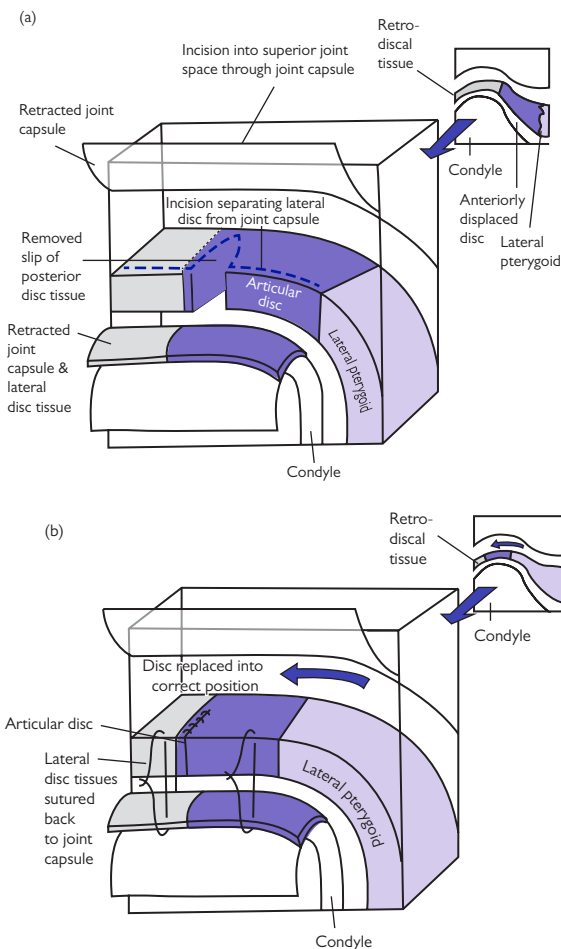 (a)
Incision into superior joint
space through joint capsule
Retro-
discal
tissue
Retracted joint
capsule
Condyle
Anteriorly
displaced
disc
Lateral
pterygoid
Incision separating lateral
disc from joint capsule
Removed
slip of
posterior
disc tissue
Articular
disc
Lateral pterygoid
Retracted
joint
capsule &
lateral
disc tissue
Condyle
(b)
Retro-
discal
tissue
Condyle
Disc replaced into
correct position
Articular disc
Lateral
disc tissues
sutured
back
to joint
capsule
Lateral pterygoid
Condyle